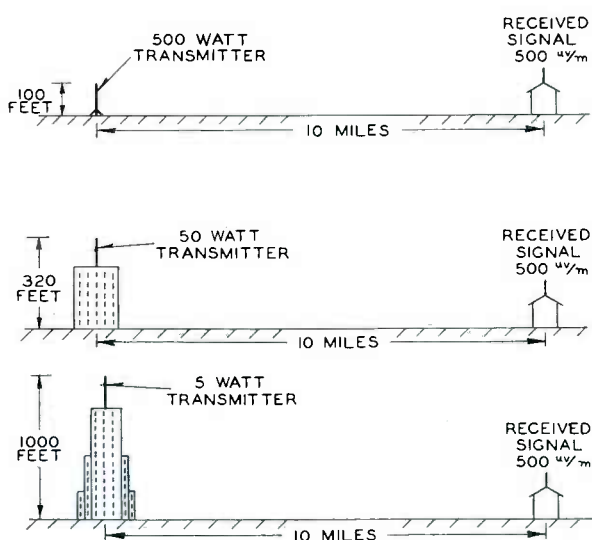 500 WATT
TRANSMITTER
RECEIVED
SIGNAL
500 uv/m
100
FEET
10 MILES
50 WATT
TRANSMITTER
RECEIVED
SIGNAL
500 uv/m
320
FEET
10 MILES
5 WATT
TRANSMITTER
RECEIVED
SIGNAL
500 uv/m
1000
FEET
10 MILES